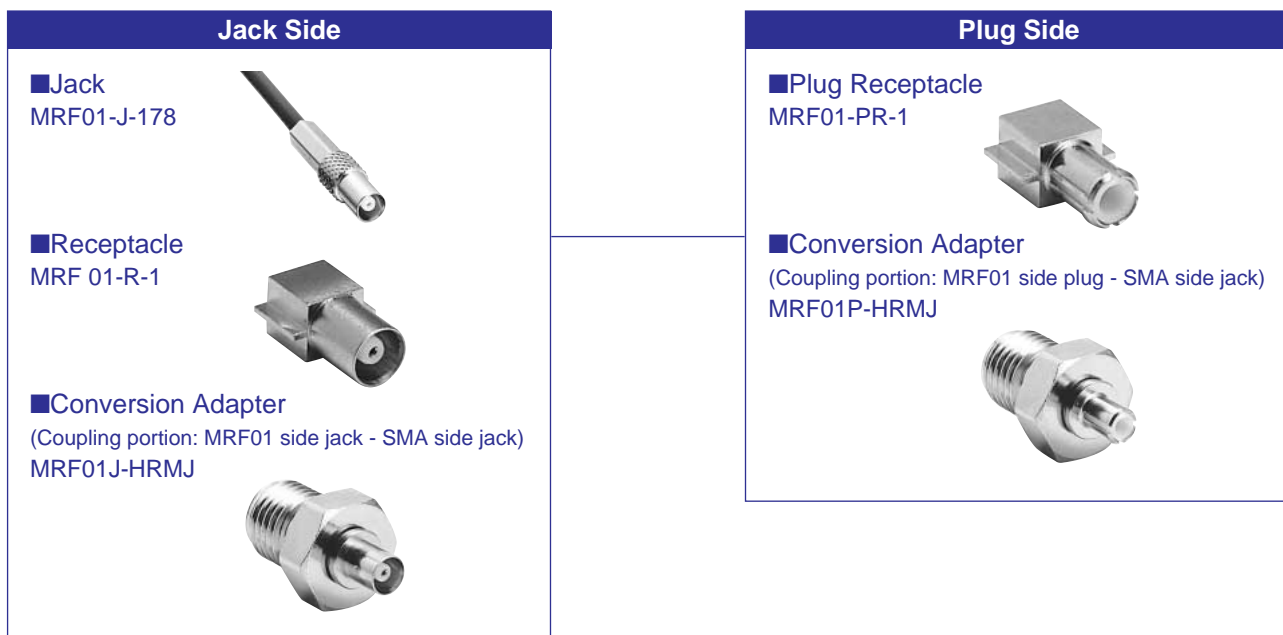 Jack Side
■Jack
MRF01-J-178
■Receptacle
MRF 01-R-1
■Conversion Adapter
(Coupling portion: MRF01 side jack - SMA side jack)
MRF01J-HRMJ
Plug Side
■Plug Receptacle
MRF01-PR-1
■Conversion Adapter
(Coupling portion: MRF01 side plug - SMA side jack)
MRF01P-HRMJ